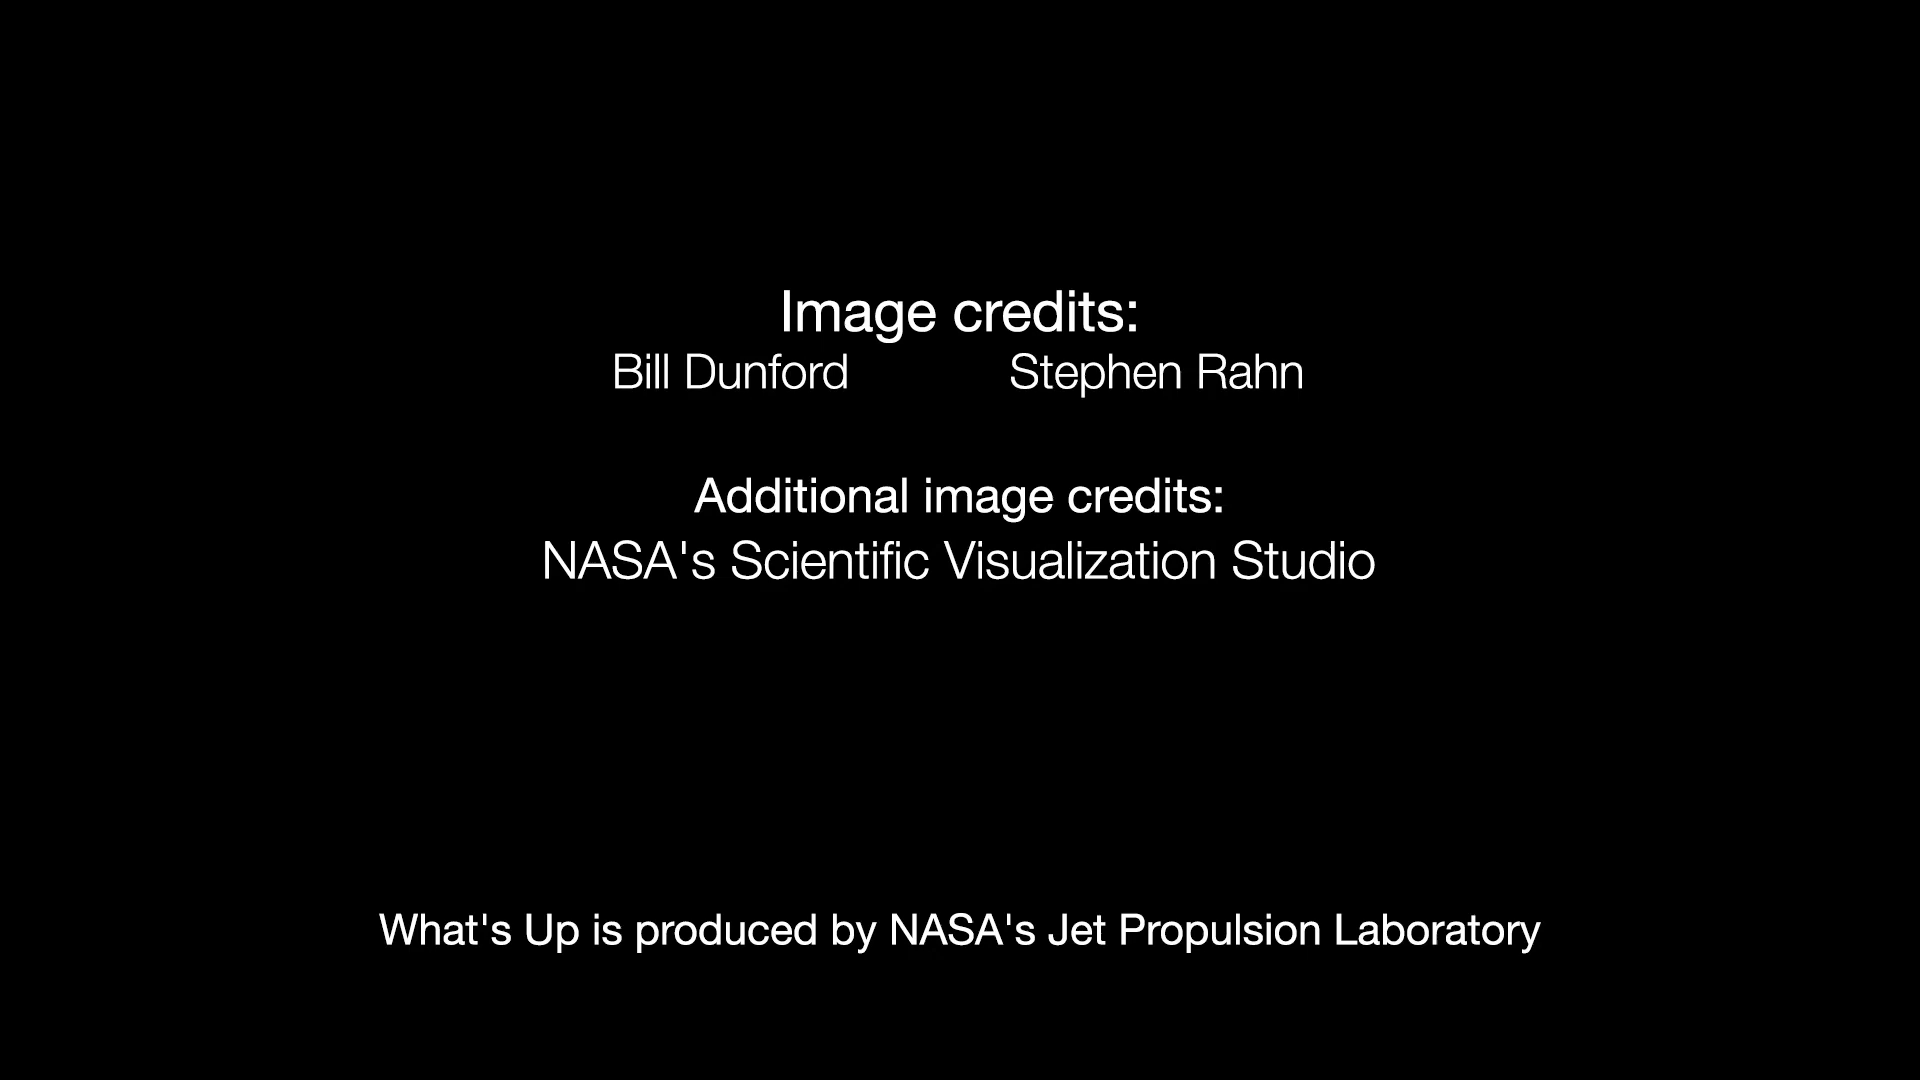 Image credits:
Bill Dunford Stephen Rahn
Additional image credits:
NASA's Scientific Visualization Studio
What's Up is produced by NASA's Jet Propulsion Laboratory